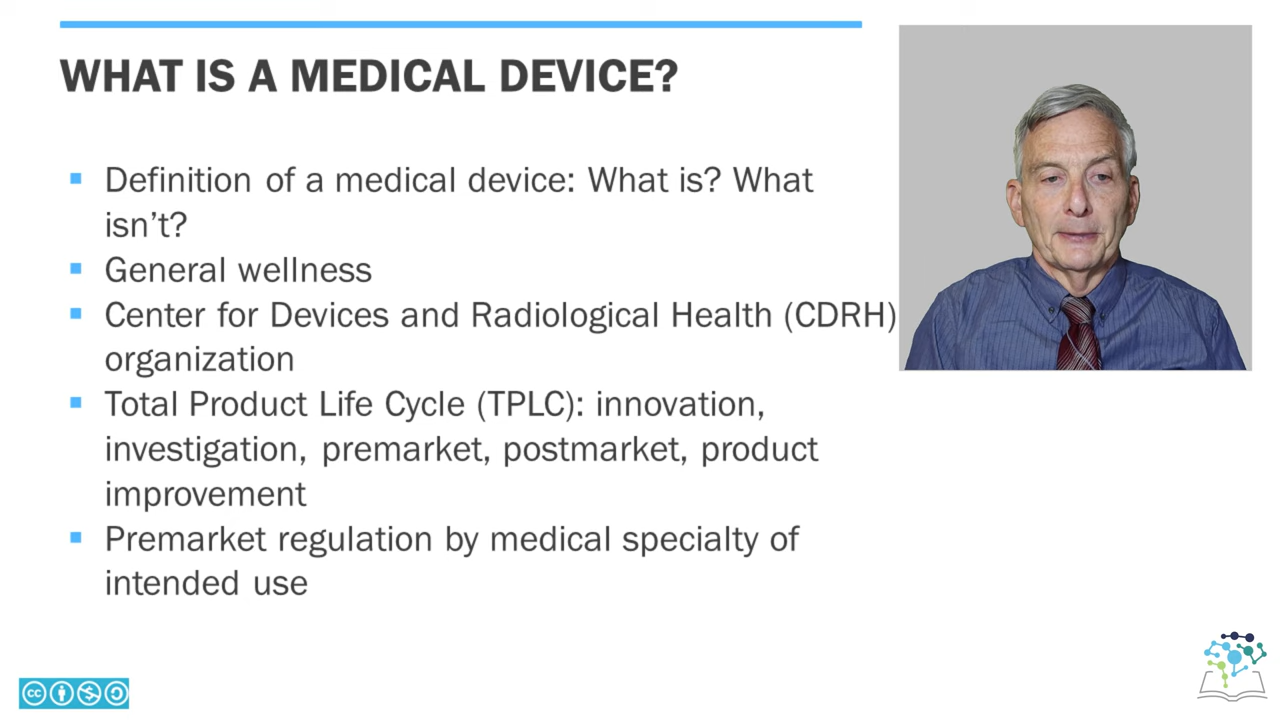 WHAT IS A MEDICAL DEVICE?
Definition of a medical device: What is? What
isn’t?
General wellness
Center for Devices and Radiological Health (CDRH)
organization
Total Product Life Cycle (TPLC): innovation,
investigation, premarket, postmarket, product
improvement
Premarket regulation by medical specialty of
intended use
cc